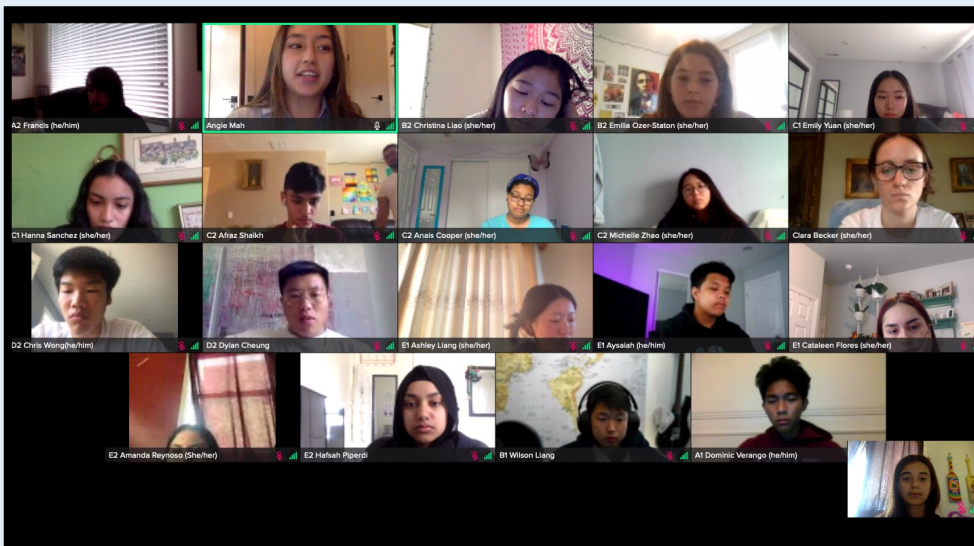 A2 Francis (he/him)
Angie Mah
B2 Christina Liao (she/her)
B2 Emilia Ozer-Staton (she/her)
C1 Emily Yuan (she/her)
C1 Hanna Sanchez (she/her)
C2 Afraz Shaikh
C2 Anais Cooper (she/her)
C2 Michelle Zhao (she/her)
Clara Becker (she/her)
D2 Chris Wong(he/him)
D2 Dylan Cheung
E1 Ashley Liang (she/her)
E1 Aysaiah (he/him)
E1 Cataleen Flores (she/her)
E2 Amanda Reynoso (She/her)
E2 Hafsah Piperdi
B1 Wilson Liang
A1 Dominic Verango (he/him)